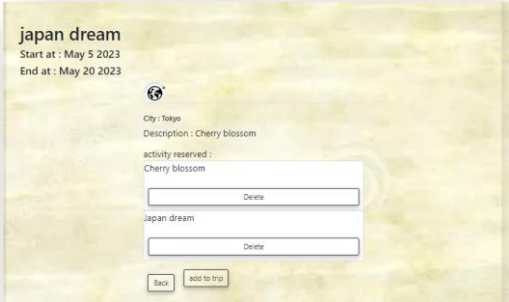 japan dream
Start at : May 5 2023
End at : May 20 2023
City : Tokyo
Description : Cherry blossom
activity reserved :
Cherry blossom
Delete
Japan dream
Delete
Back
add to trip